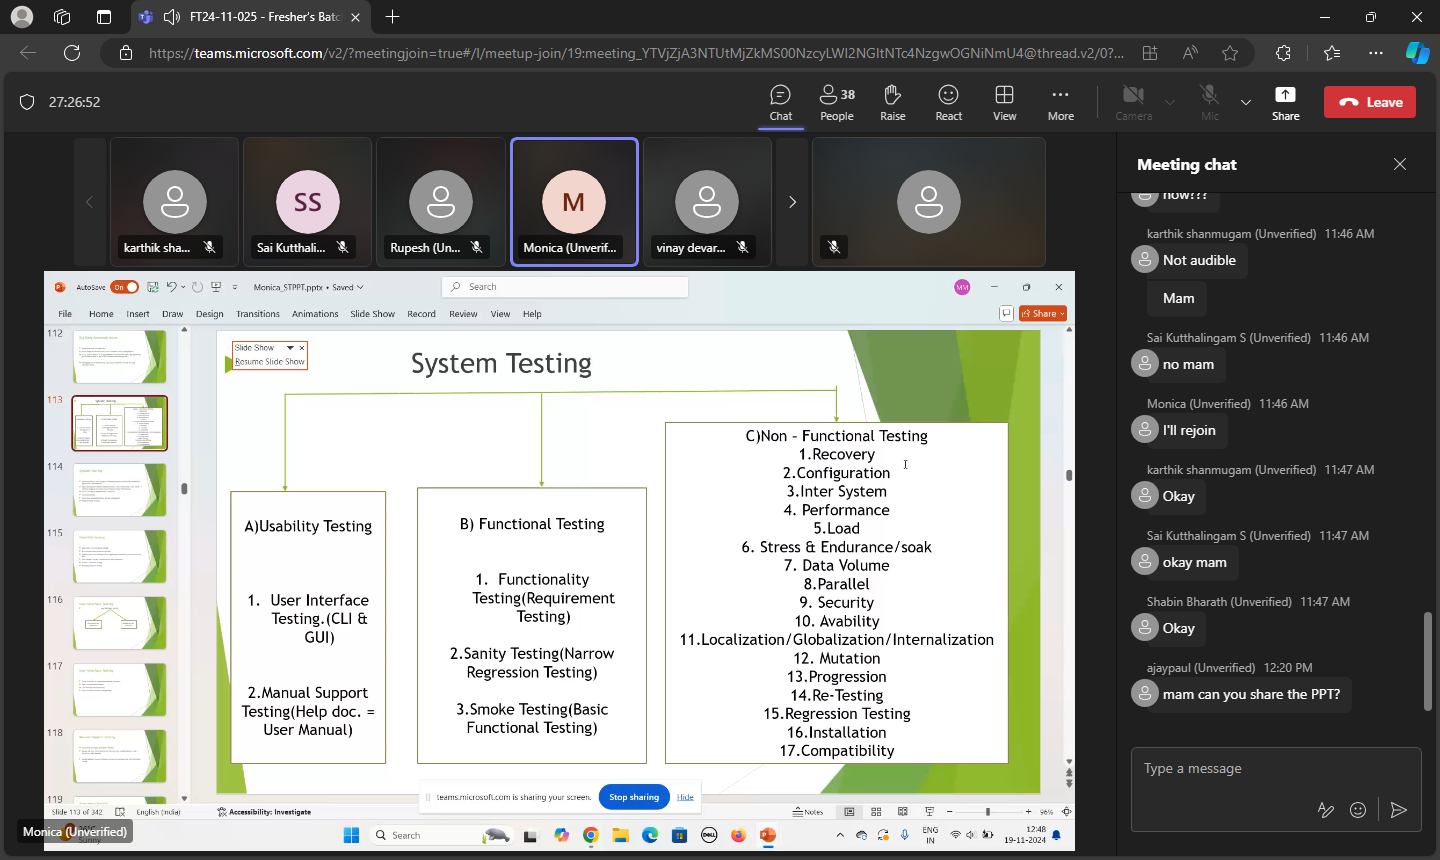 FT24-11-025 - Fresher's Batc
https://teams.microsoft.com/v2/?meetingjoin=true#/l/meetup-join/19:meeting_YTVjZjA3NTUtMjZkMS00NzcyLWI2NGItNTc4NzgwOGNiNmU4@thread.v2/0?...
27:26:52
Chat
38
People
Raise
React
View
More
Camera
Mic
Share
Leave
karthik sha...
SS
Sai Kutthali...
Rupesh (Un...
M
Monica (Unverif...
vinay devar...
AutoSave
On
Monica_STPPT.pptx • Saved
Search
MM
File
Home
Insert
Draw
Design
Transitions
Animations
Slide Show
Record
Review
View
Help
Share
112
113
114
115
116
117
118
119
Slide Show
Resume Slide Show
System Testing
A)Usability Testing
1. User Interface
Testing.(CLI &
GUI)
2.Manual Support
Testing(Help doc. =
User Manual)
B) Functional Testing
1. Functionality
Testing(Requirement
Testing)
2.Sanity Testing(Narrow
Regression Testing)
3.Smoke Testing(Basic
Functional Testing)
C)Non - Functional Testing
1.Recovery
2.Configuration
3.Inter System
4. Performance
5.Load
6. Stress & Endurance/soak
7. Data Volume
8.Parallel
9. Security
10. Avability
11.Localization/Globalization/Internalization
12. Mutation
13.Progression
14.Re-Testing
15.Regression Testing
16.Installation
17.Compatibility
teams.microsoft.com is sharing your screen.
Stop sharing
Hide
Slide 113 of 342
English (India)
Accessibility: Investigate
Notes
96%
Monica (Unverified)
Sunny
Search
DELL
ENG
IN
12:48
19-11-2024
Meeting chat
now???
karthik shanmugam (Unverified) 11:46 AM
Not audible
Mam
Sai Kutthalingam S (Unverified) 11:46 AM
no mam
Monica (Unverified) 11:46 AM
I'll rejoin
karthik shanmugam (Unverified) 11:47 AM
Okay
Sai Kutthalingam S (Unverified) 11:47 AM
okay mam
Shabin Bharath (Unverified) 11:47 AM
Okay
ajaypaul (Unverified) 12:20 PM
mam can you share the PPT?
Type a message